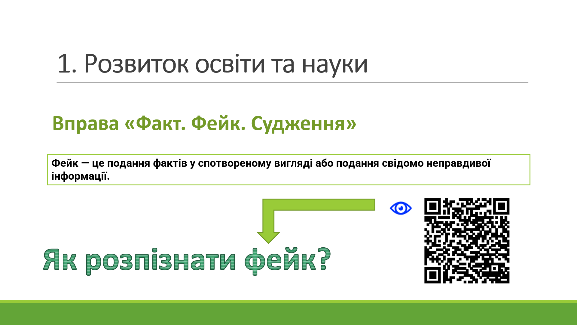 1. Розвиток освіти та науки
Вправа «Факт. Фейк. Судження»
Фейк — це подання фактів у спотвореному вигляді або подання свідомо неправдивої
інформації.
Як розпізнати фейк?